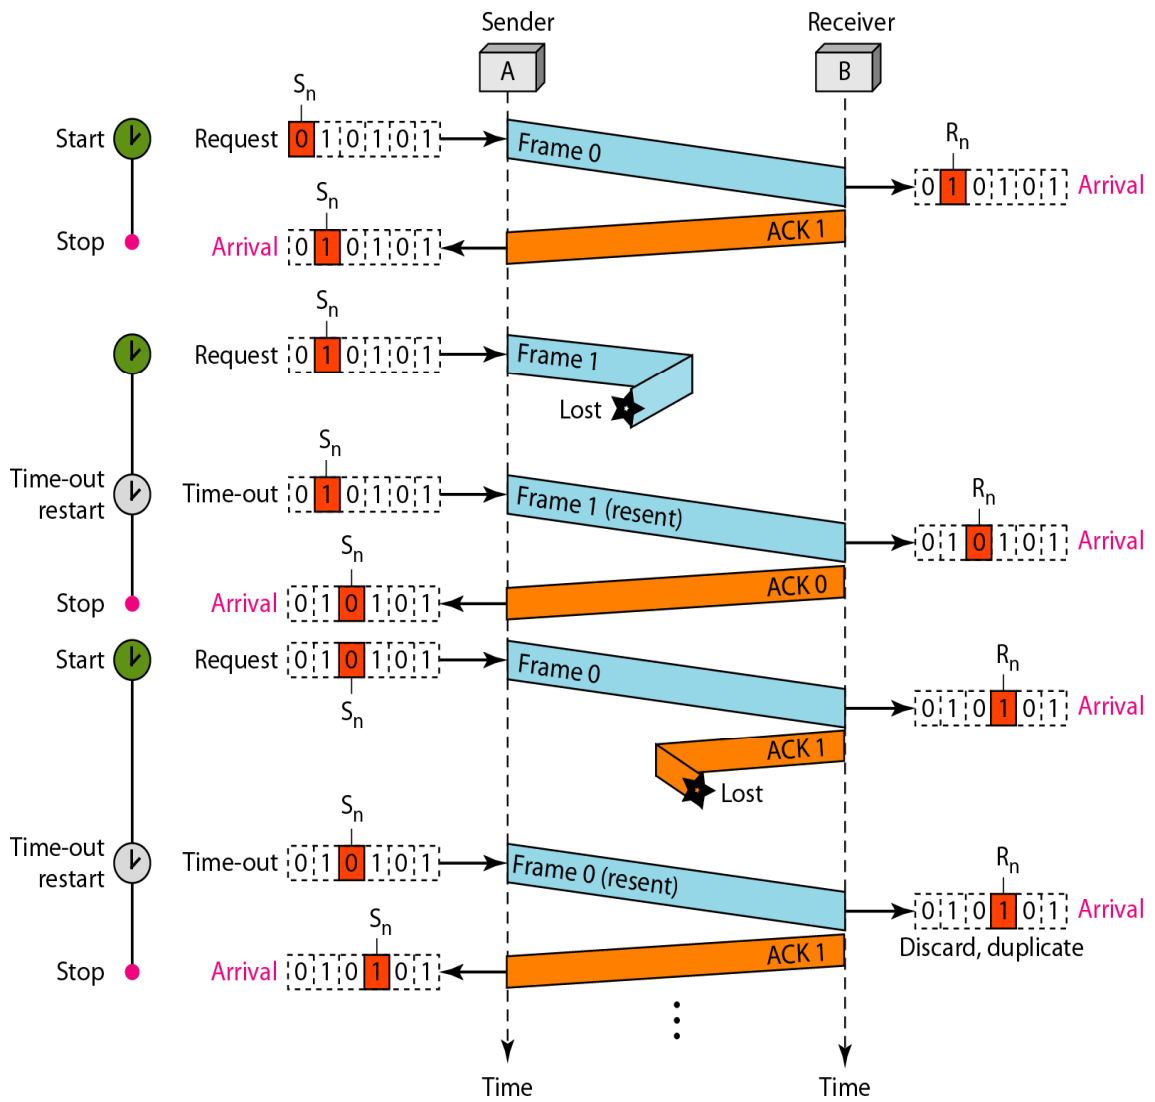 Sender Receiver
A B
Sn
Start Request 0 1 0 1 0 1 Frame 0
Rn
0 1 0 1 0 1 Arrival
Sn
Stop Arrival 0 1 0 1 0 1 ACK 1
Sn
Request 0 1 0 1 0 1 Frame 1
Lost
Sn
Time-out restart Time-out 0 1 0 1 0 1 Frame 1 (resent)
Rn
0 1 0 1 0 1 Arrival
Sn
Stop Arrival 0 1 0 1 0 1 ACK 0
Start Request 0 1 0 1 0 1 Frame 0
Sn
Rn
0 1 0 1 0 1 Arrival
ACK 1
Lost
Sn
Time-out restart Time-out 0 1 0 1 0 1 Frame 0 (resent)
Rn
0 1 0 1 0 1 Arrival
Discard, duplicate
Sn
Stop Arrival 0 1 0 1 0 1 ACK 1
Time Time